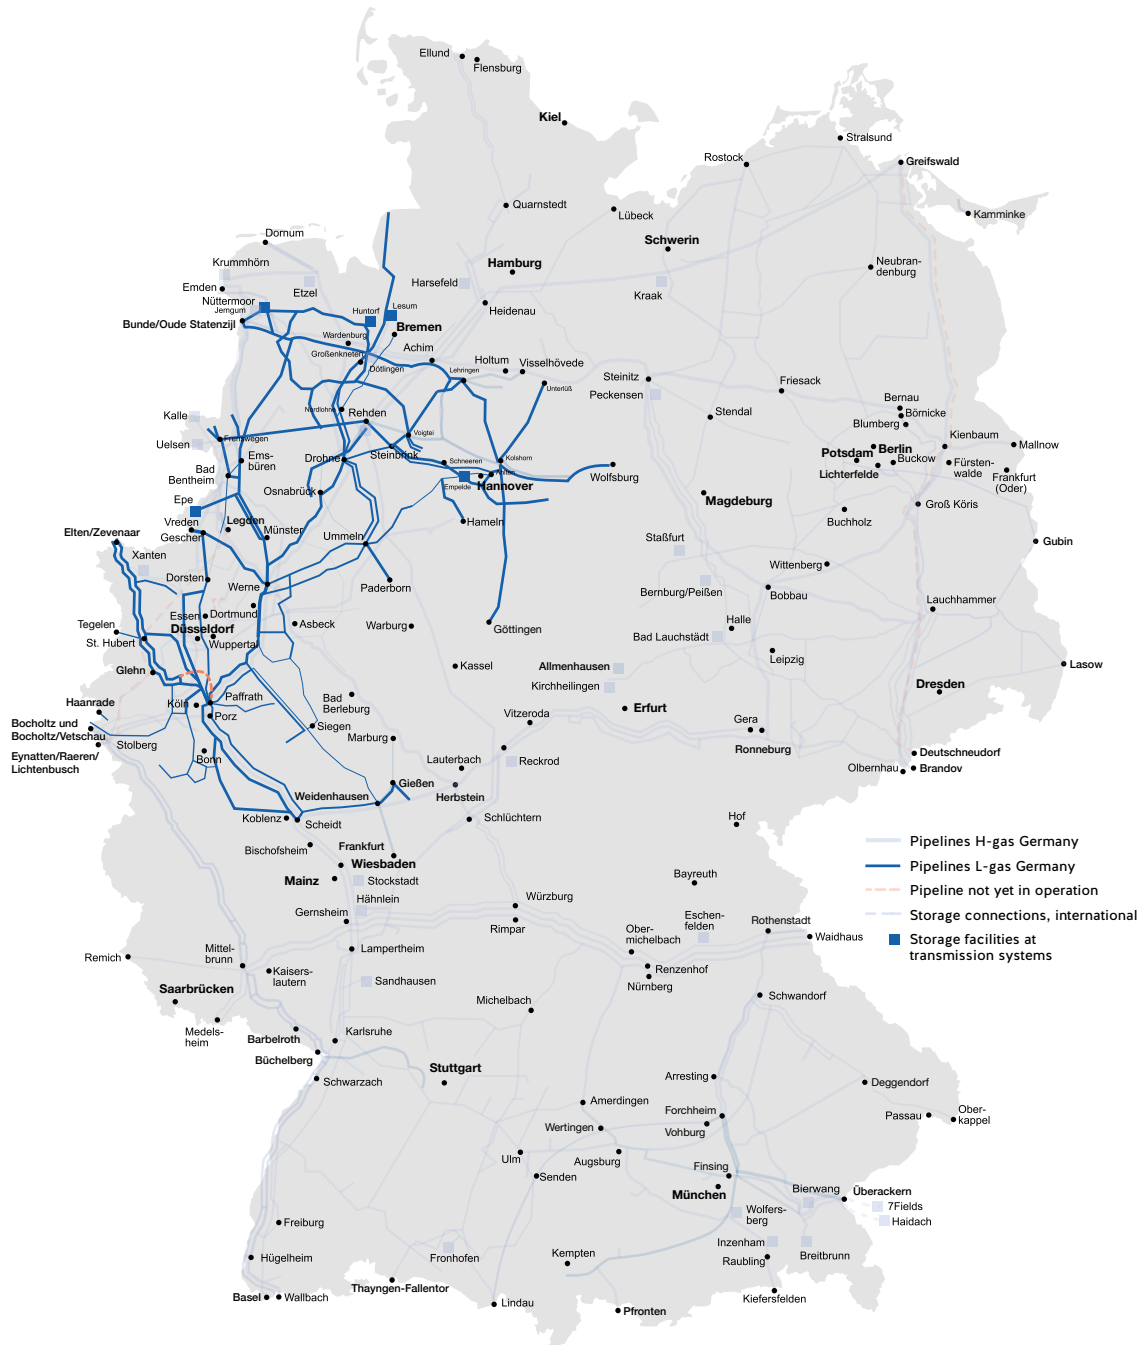 Ellund
Flensburg
Kiel
Stralsund
Rostock
Greifswald
Quarnstedt
Lübeck
Kamminke
Dornum
Schwerin
Krummhörn
Hamburg
Neubran-
denburg
Emden
Etzel
Harsefeld
Kraak
Nüttermoor
Jemgum
Huntorf
Lesum
Heidenau
Bunde/Oude Statenzijl
Bremen
Wardenburg
Großenkneten
Achim
Dötlingen
Holtum
Visselhövede
Lehringen
Unterlüß
Steinitz
Peckensen
Friesack
Bernau
Börnicke
Blumberg
Kalle
Nordlohne
Rehden
Stendal
Voigtei
Kienbaum
Mallnow
Uelsen
Frenswegen
Steinbrink
Berlin
Potsdam
Buckow
Lichterfelde
Fürsten-
walde
Frankfurt
(Oder)
Ems-
büren
Drohne
Schneeren
Kolshorn
Ahlten
Bad
Bentheim
Empelde
Hannover
Wolfsburg
Osnabrück
Magdeburg
Groß Köris
Epe
Buchholz
Vreden
Legden
Hameln
Gescher
Münster
Ummeln
Elten/Zevenaar
Staßfurt
Gubin
Xanten
Wittenberg
Dorsten
Werne
Paderborn
Bernburg/Peißen
Bobbau
Lauchhammer
Essen
Dortmund
Tegelen
Düsseldorf
Asbeck
Warburg
Göttingen
Halle
St. Hubert
Wuppertal
Bad Lauchstädt
Leipzig
Glehn
Kassel
Allmenhausen
Lasow
Kirchheilingen
Dresden
Haanrade
Köln
Paffrath
Bad
Berleburg
Erfurt
Porz
Vitzeroda
Gera
Bocholtz und
Bocholtz/Vetschau
Stolberg
Siegen
Marburg
Ronneburg
Deutschneudorf
Eynatten/Raeren/
Lichtenbusch
Bonn
Lauterbach
Reckrod
Olbernhau
Brandov
Gießen
Weidenhausen
Herbstein
Koblenz
Scheidt
Schlüchtern
Hof
Bischofsheim
Frankfurt
Wiesbaden
Mainz
Stockstadt
Bayreuth
Hähnlein
Würzburg
Gernsheim
Rimpar
Eschen-
felden
Rothenstadt
Ober-
michelbach
Waidhaus
Remich
Mittel-
brunn
Lampertheim
Kaisers-
lautern
Renzenhof
Nürnberg
Saarbrücken
Sandhausen
Michelbach
Schwandorf
Medels-
heim
Barbelroth
Karlsruhe
Büchelberg
Stuttgart
Schwarzach
Arresting
Deggendorf
Amerdingen
Forchheim
Passau
Ober-
kappel
Wertingen
Vohburg
Ulm
Augsburg
Senden
Finsing
München
Bierwang
Überackern
7Fields
Haidach
Freiburg
Wolfers-
berg
Hügelheim
Fronhofen
Kempten
Inzenham
Raubling
Breitbrunn
Basel
Wallbach
Thayngen-Fallentor
Lindau
Pfronten
Kiefersfelden
Pipelines H-gas Germany
Pipelines L-gas Germany
Pipeline not yet in operation
Storage connections, international
Storage facilities at
transmission systems